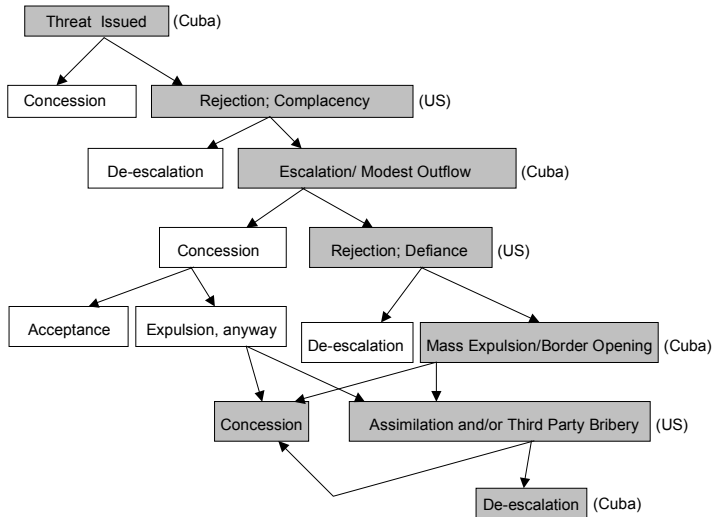 Threat Issued (Cuba)
Concession
Rejection; Complacency (US)
De-escalation
Escalation/ Modest Outflow (Cuba)
Concession
Rejection; Defiance (US)
Acceptance
Expulsion, anyway
De-escalation
Mass Expulsion/Border Opening (Cuba)
Concession
Assimilation and/or Third Party Bribery (US)
De-escalation (Cuba)